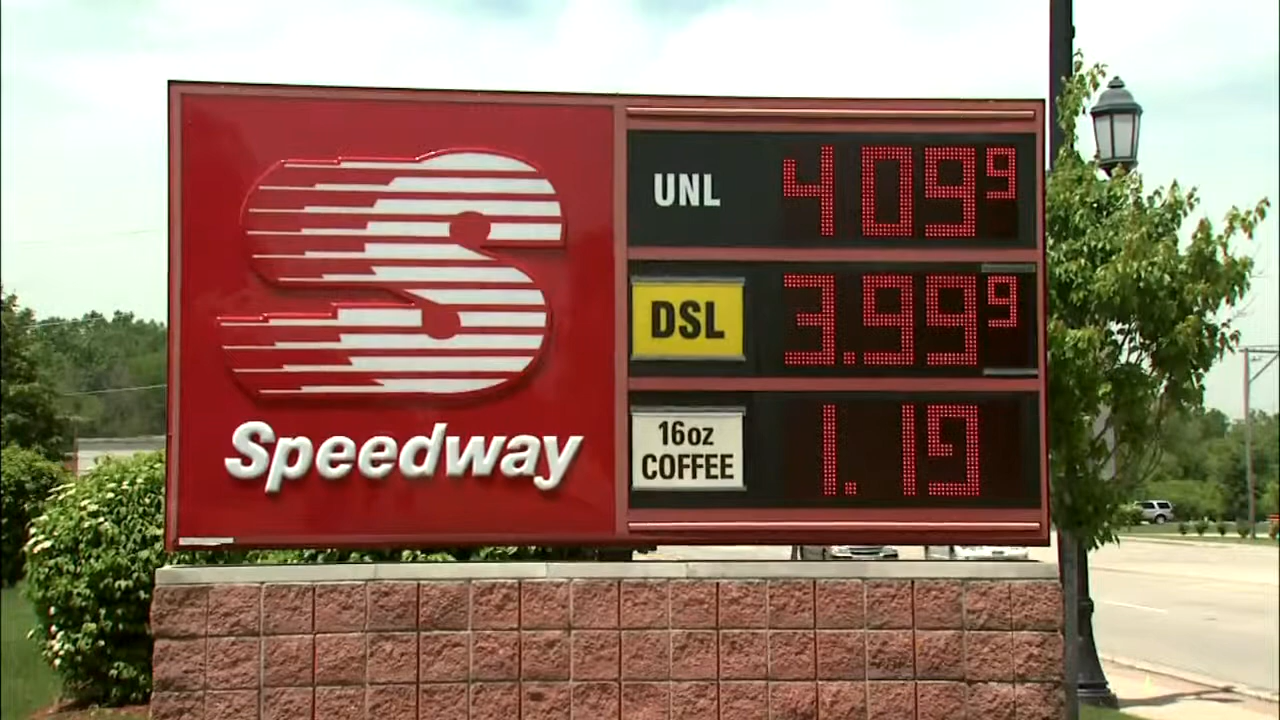 S
Speedway
UNL 4.09 9
DSL 3.99 9
16oz
COFFEE
1.19